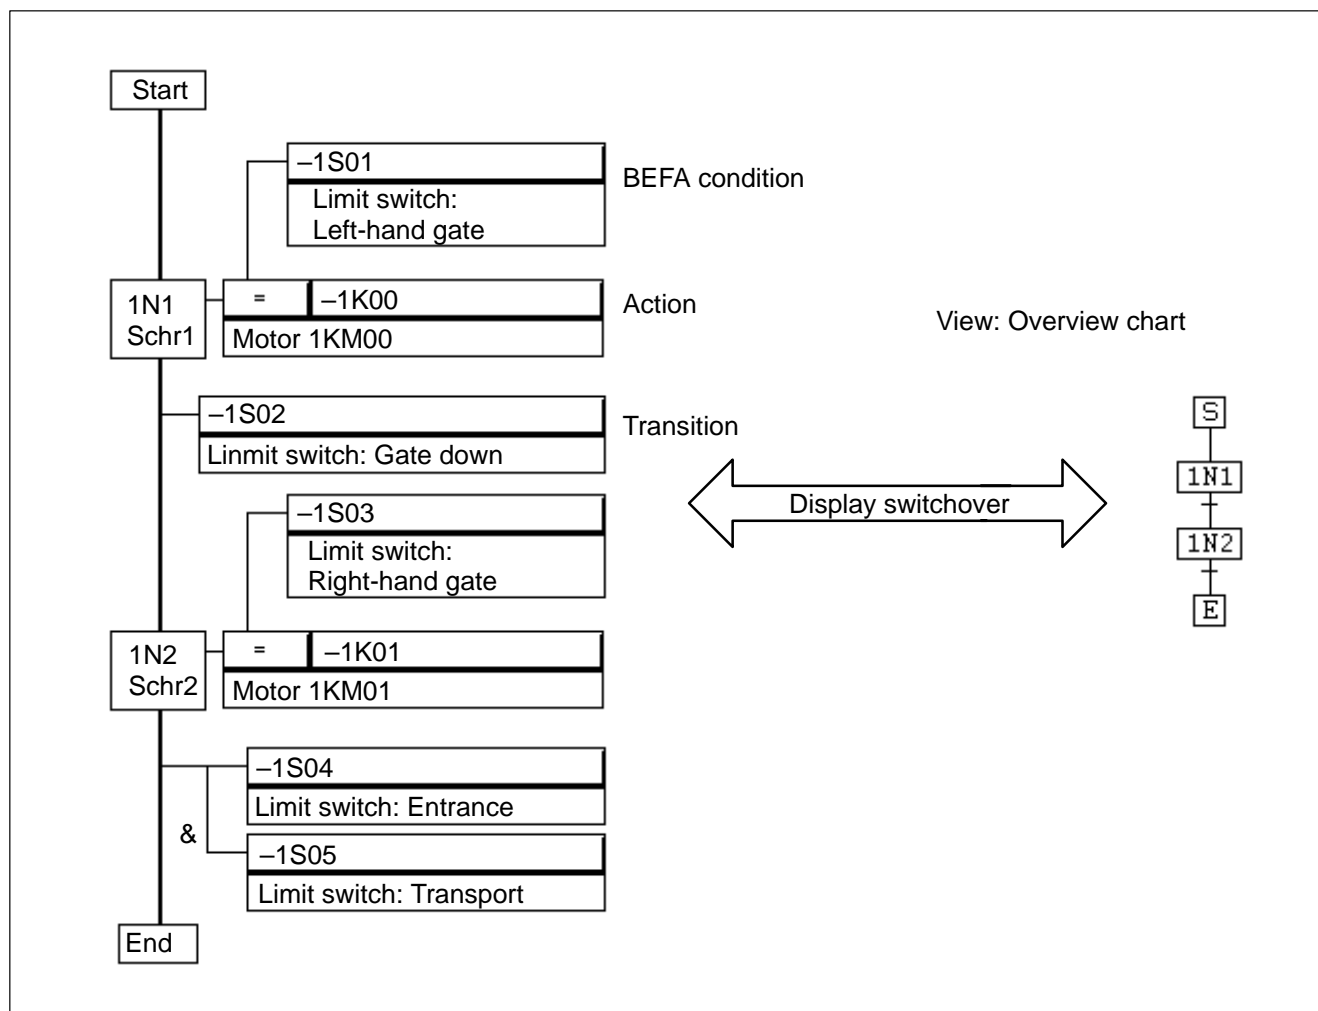 Start
–1S01
BEFA condition
Limit switch:
Left-hand gate
1N1
Schr1
=
–1K00
Action
Motor 1KM00
View: Overview chart
–1S02
Transition
Linmit switch: Gate down
–1S03
Limit switch:
Right-hand gate
Display switchover
S
1N1
1N2
E
1N2
Schr2
=
–1K01
Motor 1KM01
–1S04
Limit switch: Entrance
&
–1S05
Limit switch: Transport
End